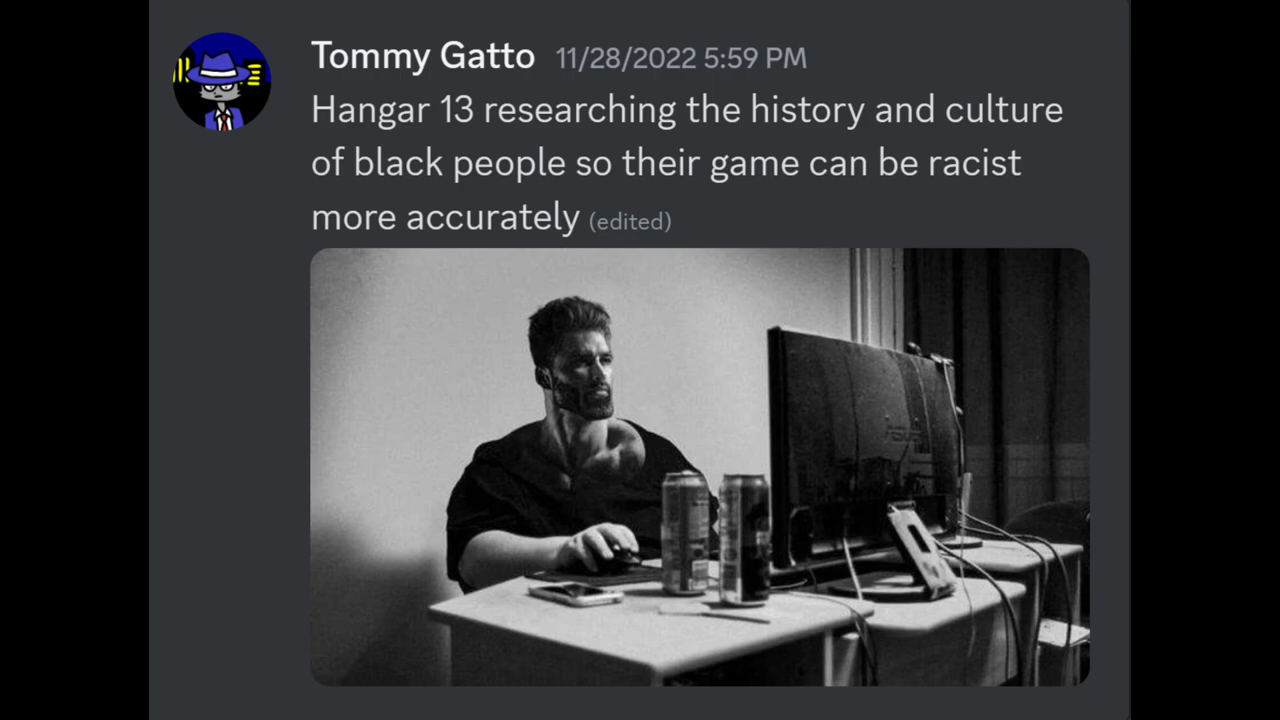 Tommy Gatto 11/28/2022 5:59 PM
Hangar 13 researching the history and culture
of black people so their game can be racist
more accurately (edited)